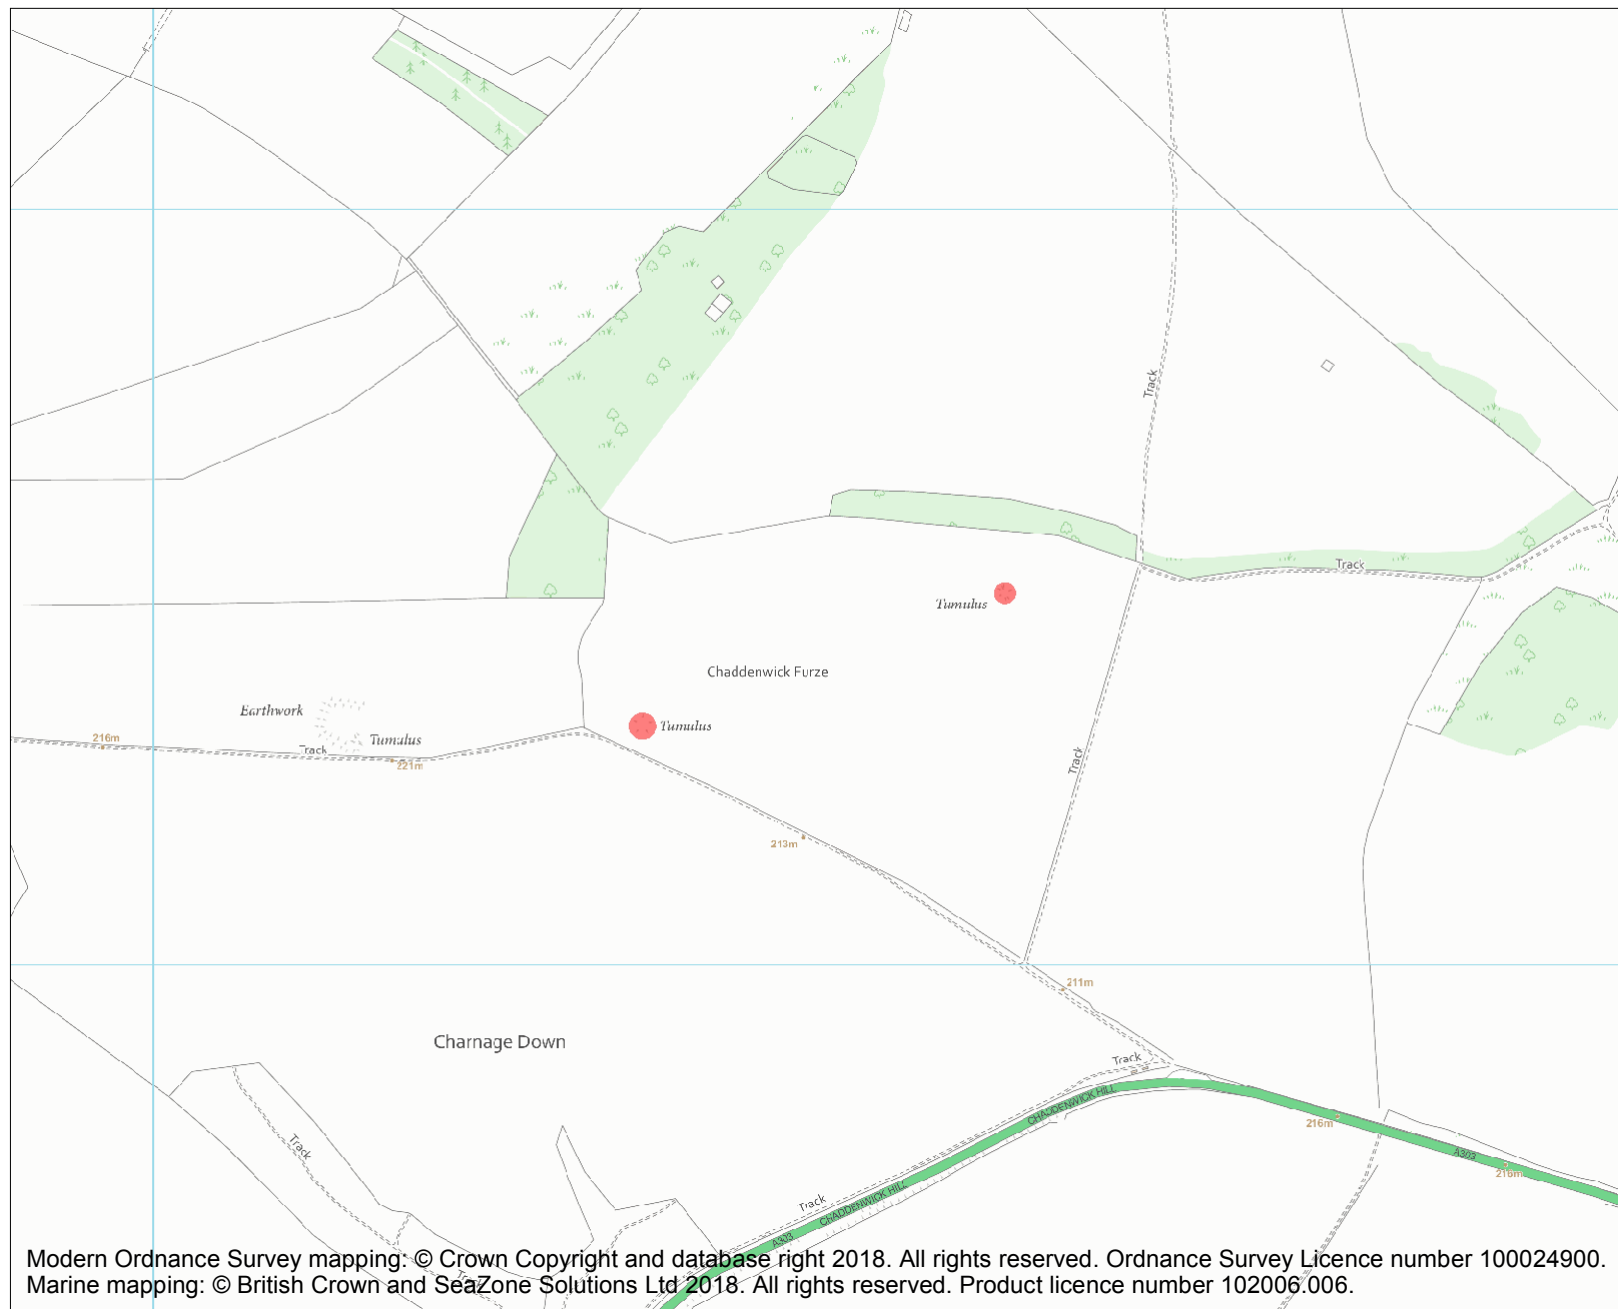 Track
Track
Tumulus
Chaddenwick Furze
Earthwork
Tumulus
Tumulus
216m
Track
221m
Track
213m
211m
Charnage Down
Track
CHADDENWICK HILL
216m
A303
216m
Track
Track
CHADDENWICK HILL
A303
Track
Modern Ordnance Survey mapping: © Crown Copyright and database right 2018. All rights reserved. Ordnance Survey Licence number 100024900.
Marine mapping: © British Crown and SeaZone Solutions Ltd 2018. All rights reserved. Product licence number 102006.006.